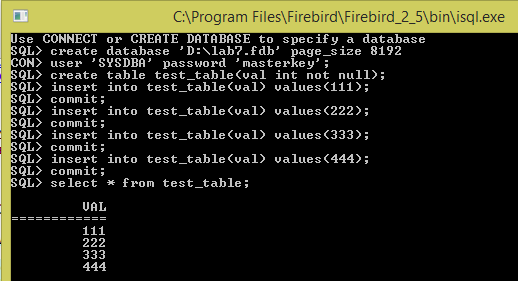 C:\Program Files\Firebird\Firebird_2_5\bin\isql.exe
Use CONNECT or CREATE DATABASE to specify a database
SQL> create database 'D:\lab7.fdb' page_size 8192
CON> user 'SYSDBA' password 'masterkey';
SQL> create table test_table(val int not null);
SQL> insert into test_table(val) values(111);
SQL> commit;
SQL> insert into test_table(val) values(222);
SQL> commit;
SQL> insert into test_table(val) values(333);
SQL> commit;
SQL> insert into test_table(val) values(444);
SQL> commit;
SQL> select * from test_table;
VAL
============
111
222
333
444